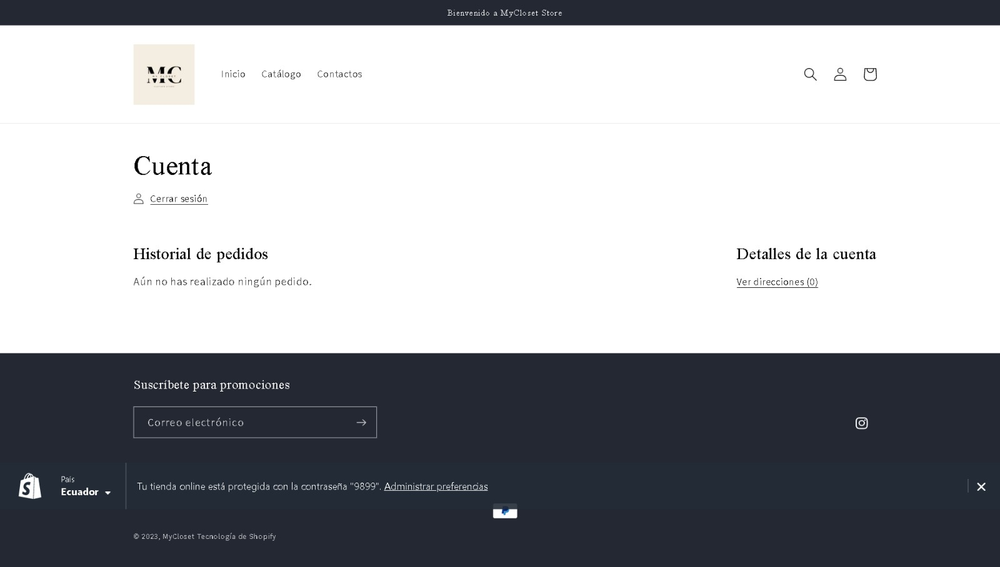 Bienvenido a MyCloset Store
MC
MY CLOSET
Inicio
Catálogo
Contactos
Cuenta
Cerrar sesión
Historial de pedidos
Detalles de la cuenta
Aún no has realizado ningún pedido.
Ver direcciones (0)
Suscríbete para promociones
Correo electrónico
País
Ecuador
Tu tienda online está protegida con la contraseña "9899". Administrar preferencias
© 2023, MyCloset Tecnología de Shopify